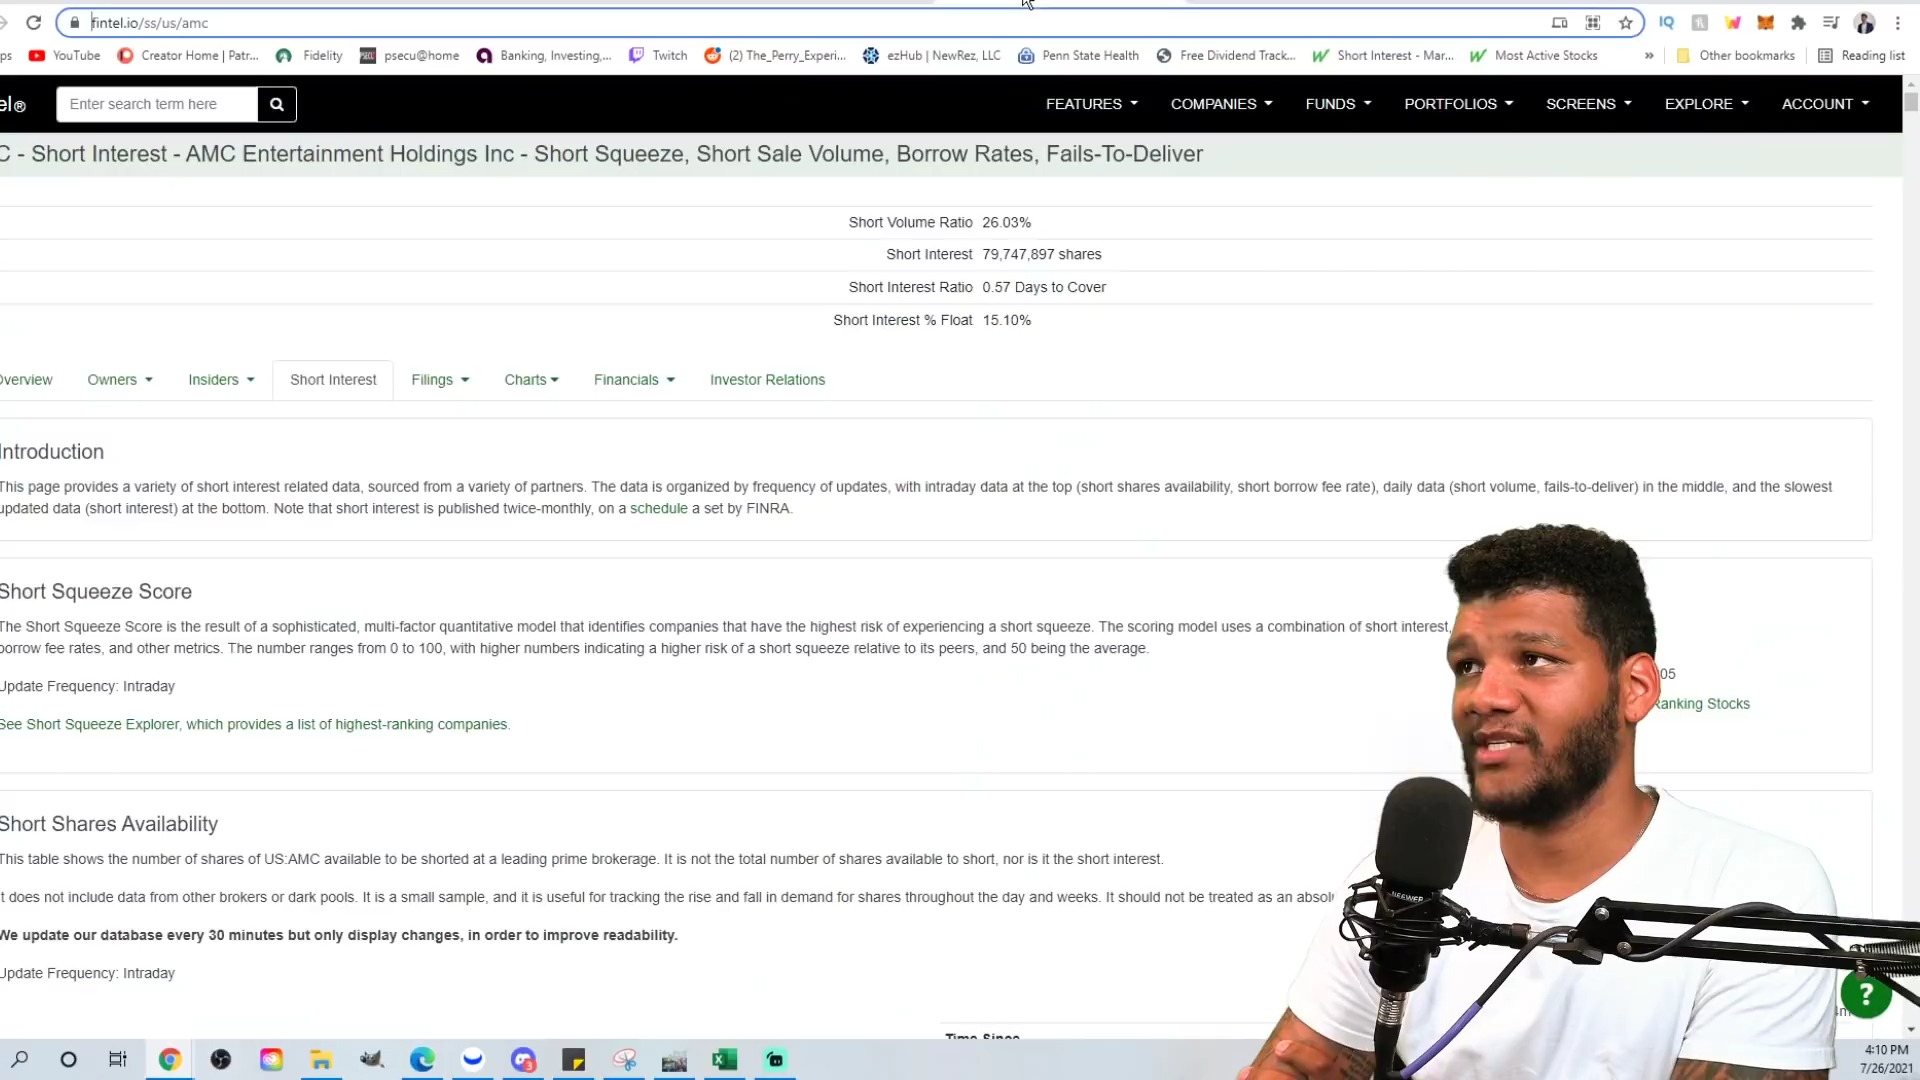 fintel.io/ss/us/amc
YouTube Creator Home | Patr... Fidelity psecu@home Banking, Investing,... Twitch (2) The_Perry_Experi... ezHub | NewRez, LLC Penn State Health Free Dividend Track... Short Interest - Mar... Most Active Stocks » Other bookmarks Reading list
el® Enter search term here FEATURES COMPANIES FUNDS PORTFOLIOS SCREENS EXPLORE ACCOUNT
C - Short Interest - AMC Entertainment Holdings Inc - Short Squeeze, Short Sale Volume, Borrow Rates, Fails-To-Deliver
Short Volume Ratio 26.03%
Short Interest 79,747,897 shares
Short Interest Ratio 0.57 Days to Cover
Short Interest % Float 15.10%
Overview Owners Insiders Short Interest Filings Charts Financials Investor Relations
Introduction
This page provides a variety of short interest related data, sourced from a variety of partners. The data is organized by frequency of updates, with intraday data at the top (short shares availability, short borrow fee rate), daily data (short volume, fails-to-deliver) in the middle, and the slowest
updated data (short interest) at the bottom. Note that short interest is published twice-monthly, on a schedule a set by FINRA.
Short Squeeze Score
The Short Squeeze Score is the result of a sophisticated, multi-factor quantitative model that identifies companies that have the highest risk of experiencing a short squeeze. The scoring model uses a combination of short interest,
borrow fee rates, and other metrics. The number ranges from 0 to 100, with higher numbers indicating a higher risk of a short squeeze relative to its peers, and 50 being the average.
05
Update Frequency: Intraday
Ranking Stocks
See Short Squeeze Explorer, which provides a list of highest-ranking companies.
Short Shares Availability
This table shows the number of shares of US:AMC available to be shorted at a leading prime brokerage. It is not the total number of shares available to short, nor is it the short interest.
It does not include data from other brokers or dark pools. It is a small sample, and it is useful for tracking the rise and fall in demand for shares throughout the day and weeks. It should not be treated as an absol
NEEWER
We update our database every 30 minutes but only display changes, in order to improve readability.
Update Frequency: Intraday
?
Time Since
4:10 PM
7/26/2021